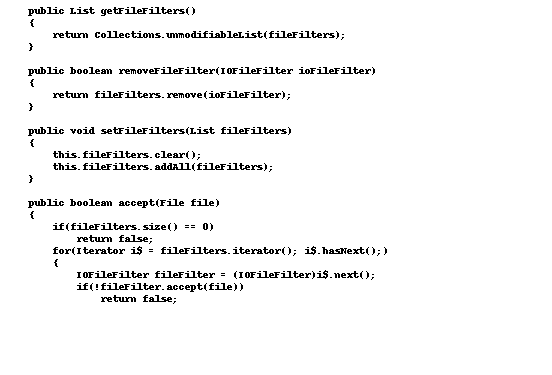 public List getFileFilters()
{
return Collections.unmodifiableList(fileFilters);
}
public boolean removeFileFilter(IOFileFilter ioFileFilter)
{
return fileFilters.remove(ioFileFilter);
}
public void setFileFilters(List fileFilters)
{
this.fileFilters.clear();
this.fileFilters.addAll(fileFilters);
}
public boolean accept(File file)
{
if(fileFilters.size() == 0)
return false;
for(Iterator i$ = fileFilters.iterator(); i$.hasNext();)
{
IOFileFilter fileFilter = (IOFileFilter)i$.next();
if(!fileFilter.accept(file))
return false;